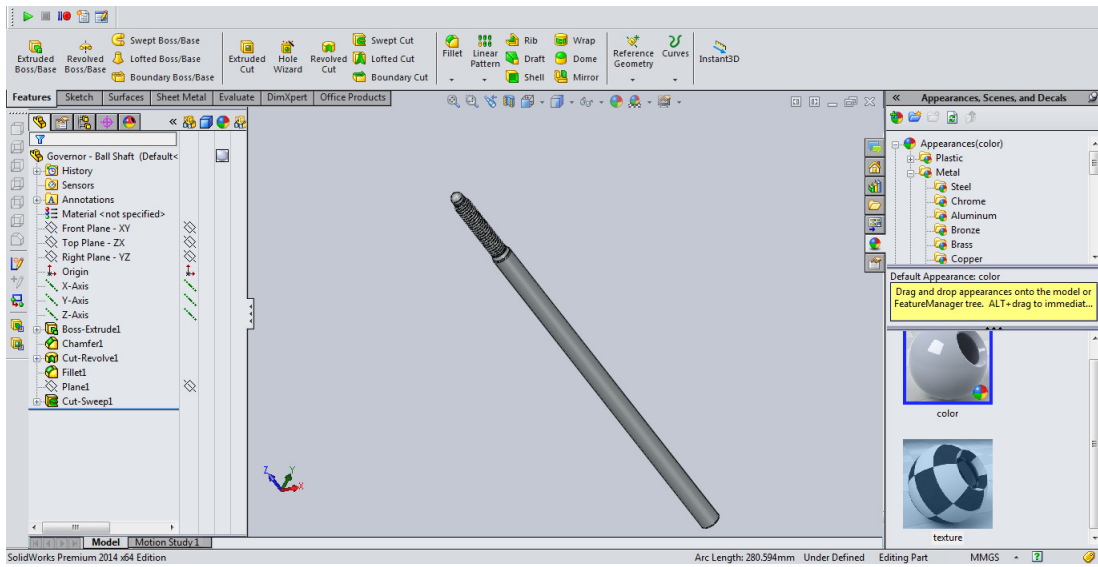 Extruded Boss/Base
Revolved Boss/Base
Swept Boss/Base
Lofted Boss/Base
Boundary Boss/Base
Extruded Cut
Hole Wizard
Revolved Cut
Swept Cut
Lofted Cut
Boundary Cut
Fillet
Linear Pattern
Rib
Draft
Shell
Wrap
Dome
Mirror
Reference Geometry
Curves
Instant3D
Features Sketch Surfaces Sheet Metal Evaluate DimXpert Office Products
Governor - Ball Shaft (Default<
History
Sensors
Annotations
Material <not specified>
Front Plane - XY
Top Plane - ZX
Right Plane - YZ
Origin
X-Axis
Y-Axis
Z-Axis
Boss-Extrude1
Chamfer1
Cut-Revolve1
Fillet1
Plane1
Cut-Sweep1
Z Y X
Appearances, Scenes, and Decals
Appearances(color)
Plastic
Metal
Steel
Chrome
Aluminum
Bronze
Brass
Copper
Default Appearance: color
Drag and drop appearances onto the model or
FeatureManager tree. ALT+drag to immediat...
color
texture
Model Motion Study 1
SolidWorks Premium 2014 x64 Edition Arc Length: 280.594mm Under Defined Editing Part MMGS